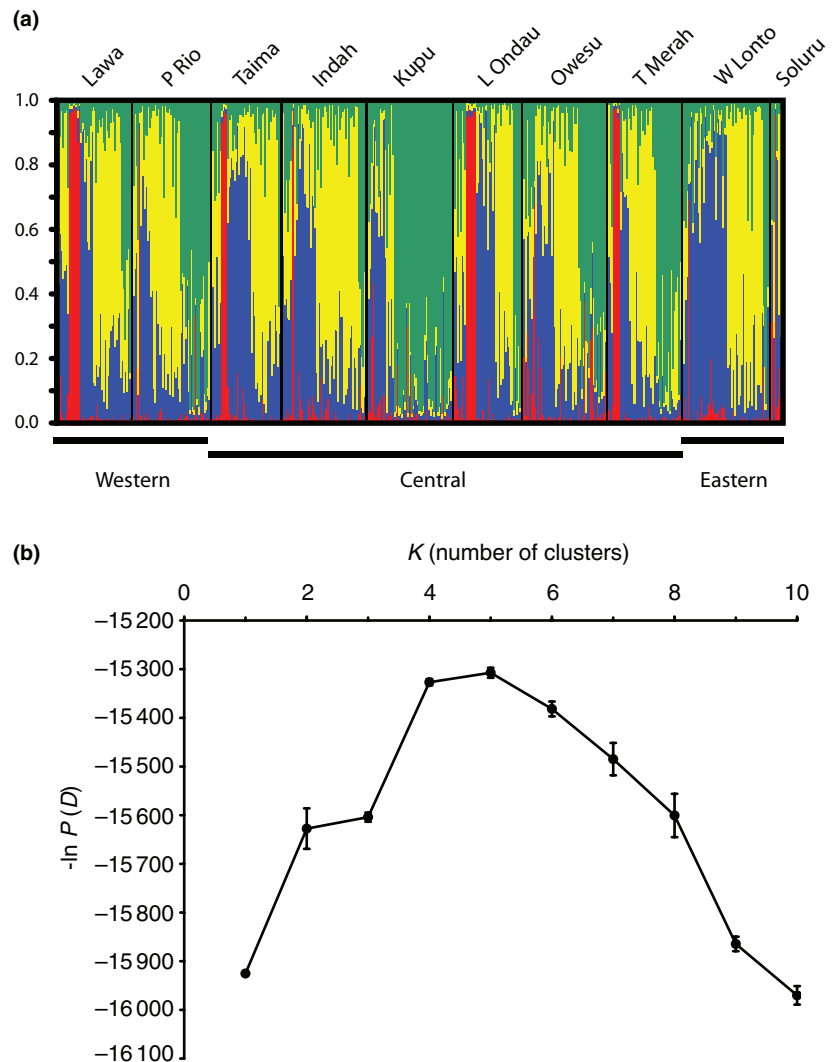 (a)
Lawa
P Rio
Taima
Indah
Kupu
L Ondau
Owesu
T Merah
W Lonto
Soluru
1.0
0.8
0.6
0.4
0.2
0.0
Western
Central
Eastern
(b)
K (number of clusters)
0 2 4 6 8 10
-ln P (D)
–15 200
–15 300
–15 400
–15 500
–15 600
–15 700
–15 800
–15 900
–16 000
–16 100